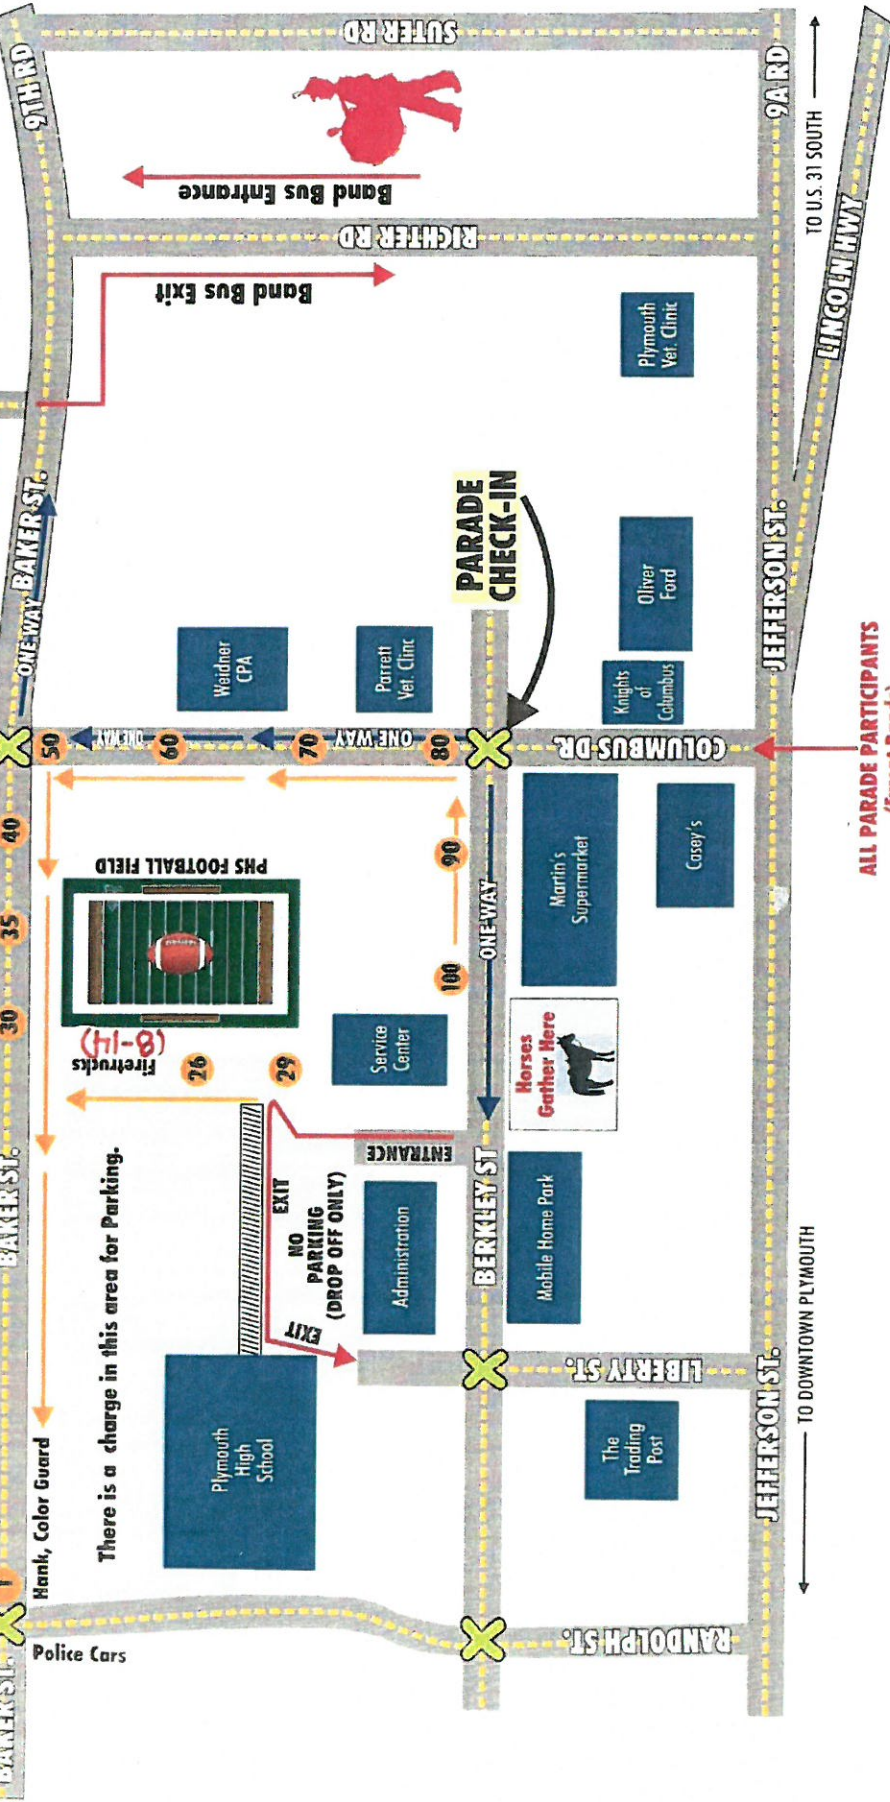 SUTER RD
9TH RD
9A RD
Band Bus Entrance
RICHTER RD
TO U.S. 31 SOUTH
LINCOLN HWY
Band Bus Exit
Plymouth
Vet. Clinic
BAKER ST.
ONE WAY
PARADE
CHECK-IN
Oliver
Ford
JEFFERSON ST.
Weidner
CPA
Parrett
Vet. Clinc
Knights
of
Columbus
50
ONE WAY
60
70
ONE WAY
80
COLUMBUS DR.
ALL PARADE PARTICIPANTS
40
35
30
PHS FOOTBALL FIELD
90
100
ONE WAY
Martin's
Supermarket
Casey's
Firetrucks
(8-14)
26
29
Service
Center
Horses
Gather Here
BAKER ST.
There is a charge in this area for Parking.
ENTRANCE
EXIT
NO
PARKING
(DROP OFF ONLY)
EXIT
Administration
BERKLEY ST
Mobile Home Park
Plymouth
High
School
LIBERTY ST.
JEFFERSON ST.
TO DOWNTOWN PLYMOUTH
The
Trading
Post
1
Hank, Color Guard
Police Cars
BAKER ST.
RANDOLPH ST.